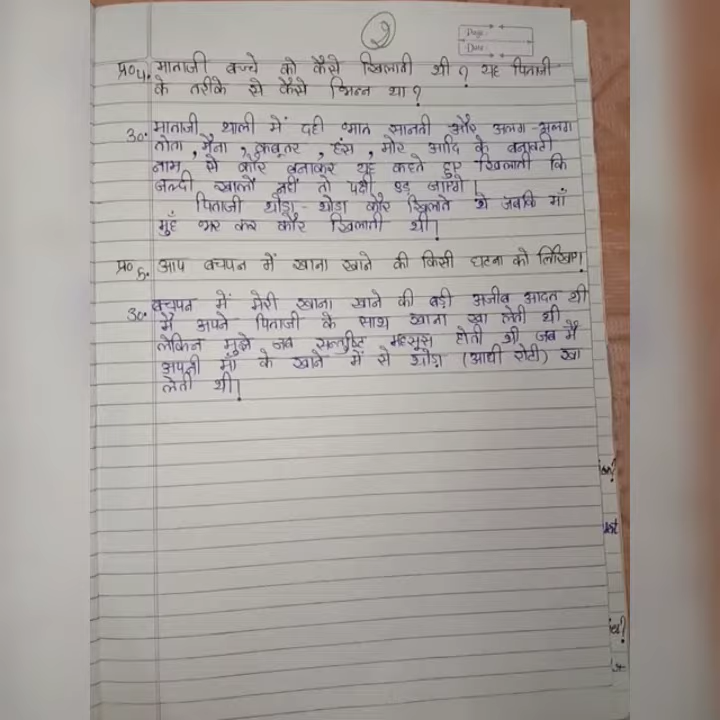 2
Page:
Date:
प्र०4. माताजी बच्चे को कैसे खिलाती थी ? यह पिताजी
के तरीके से कैसे भिन्न था ?
उ०. माताजी थाली में दही भात सानती और अलग-अलग
तोता, मैना, कबूतर, हंस, मोर आदि के बनावटी
नाम से कौर बनाकर यह कहते हुए खिलाती कि
जल्दी खालो नहीं तो पक्षी उड़ जाएंगे।
पिताजी थोड़ा-थोड़ा कौर खिलाते थे जबकि माँ
मुँह भर कर कौर खिलाती थी।
प्र० 5. आप बचपन में खाना खाने की किसी घटना को लिखिए।
उ०. बचपन में मेरी खाना खाने की बड़ी अजीब आदत थी
मैं अपने पिताजी के साथ खाना खा लेती थी
लेकिन मुझे जब सन्तुष्टि महसूस होती थी जब मैं
अपनी माँ के खाने में से थोड़ा (आधी रोटी) खा
लेती थी।